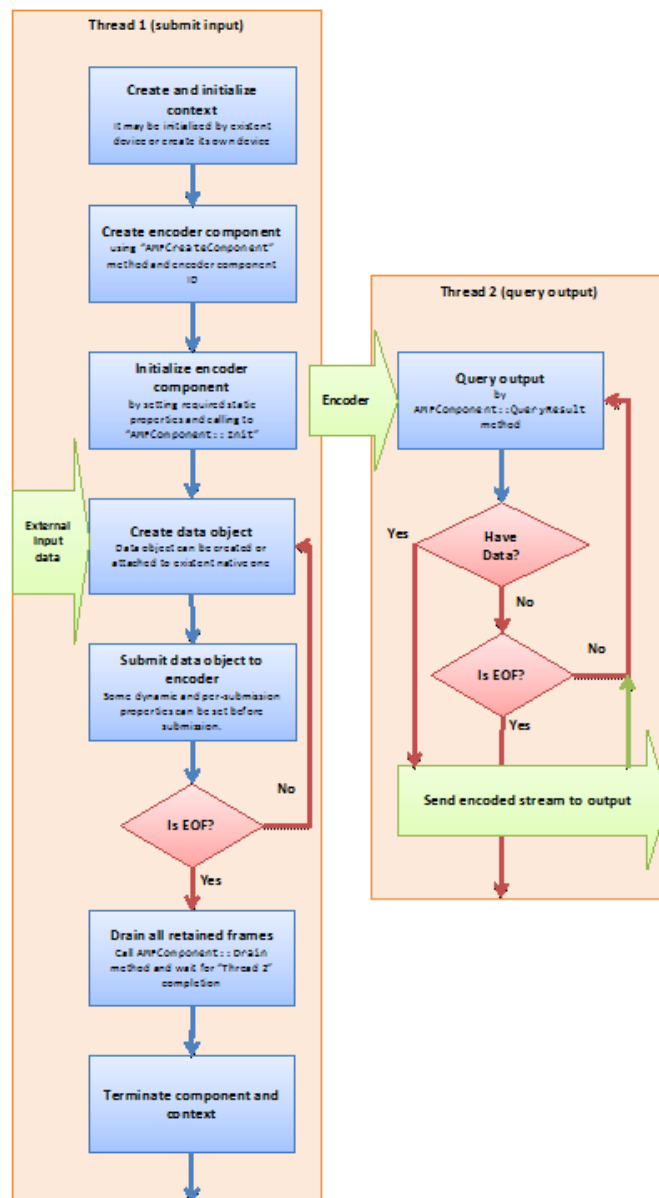 Thread 1 (submit input)
Create and initialize
context
It may be initialised by existent
device or create its own device
Create encoder component
using "AMFCreateComponent"
method and encoder component
ID
Initialize encoder
component
by setting required static
properties and calling to
"AMFComponent::Init"
External
Input
data
Create data object
Data object can be created or
attached to existent native one
Submit data object to
encoder
Some dynamic and per-submission
properties can be set before
submission.
No
Is EOF?
Yes
Drain all retained frames
Call AMFComponent::Drain
method and wait for "Thread 2"
completion
Terminate component and
context
Thread 2 (query output)
Encoder
Query output
by
AMFComponent::QueryResult
method
Yes
Have
Data?
No
No
Is EOF?
Yes
Send encoded stream to output